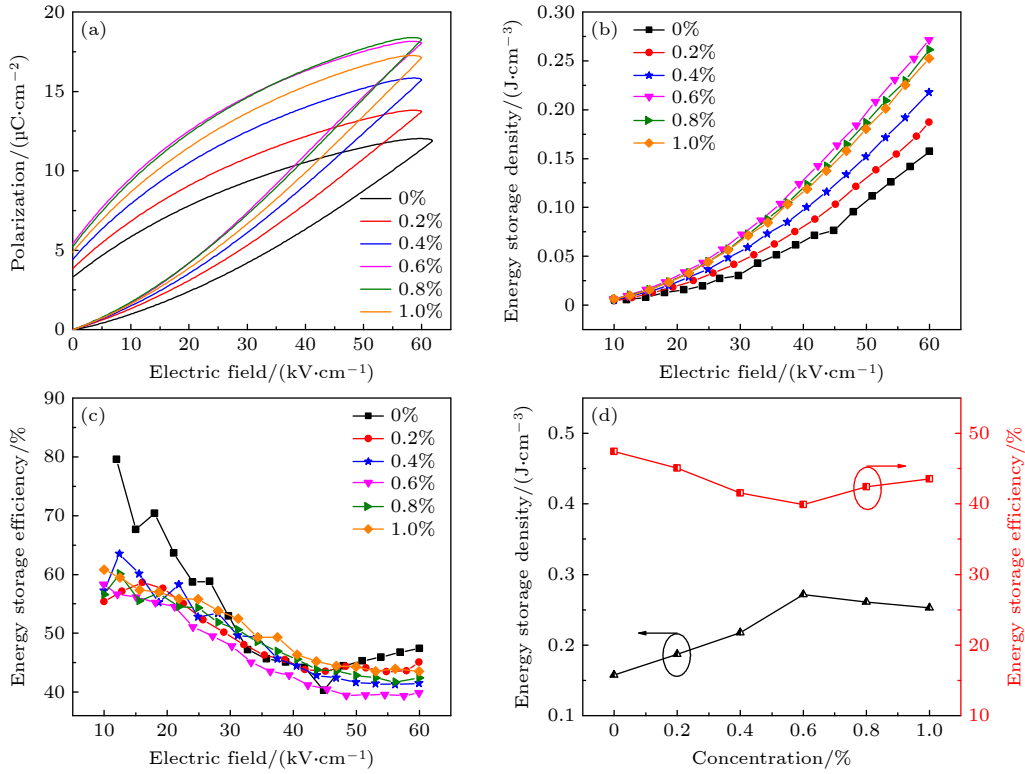 (a)
20
15
10
5
0
Polarization/(μC·cm⁻²)
0%
0.2%
0.4%
0.6%
0.8%
1.0%
0 10 20 30 40 50 60
Electric field/(kV·cm⁻¹)
(b)
0.30
0.25
0.20
0.15
0.10
0.05
0
Energy storage density/(J·cm⁻³)
0%
0.2%
0.4%
0.6%
0.8%
1.0%
10 20 30 40 50 60
Electric field/(kV·cm⁻¹)
(c)
90
80
70
60
50
40
Energy storage efficiency/%
0%
0.2%
0.4%
0.6%
0.8%
1.0%
10 20 30 40 50 60
Electric field/(kV·cm⁻¹)
(d)
0.5
0.4
0.3
0.2
0.1
Energy storage density/(J·cm⁻³)
50
40
30
20
10
Energy storage efficiency/%
0 0.2 0.4 0.6 0.8 1.0
Concentration/%